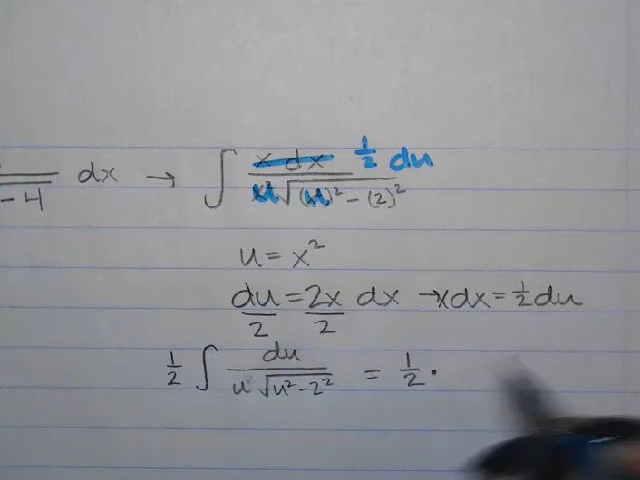 - 4 dx → ∫ x dx 1/2 du / u√(u)² - (2)²
u = x²
du/2 = 2x/2 dx → x dx = 1/2 du
1/2 ∫ du / u√u² - 2² = 1/2 ·